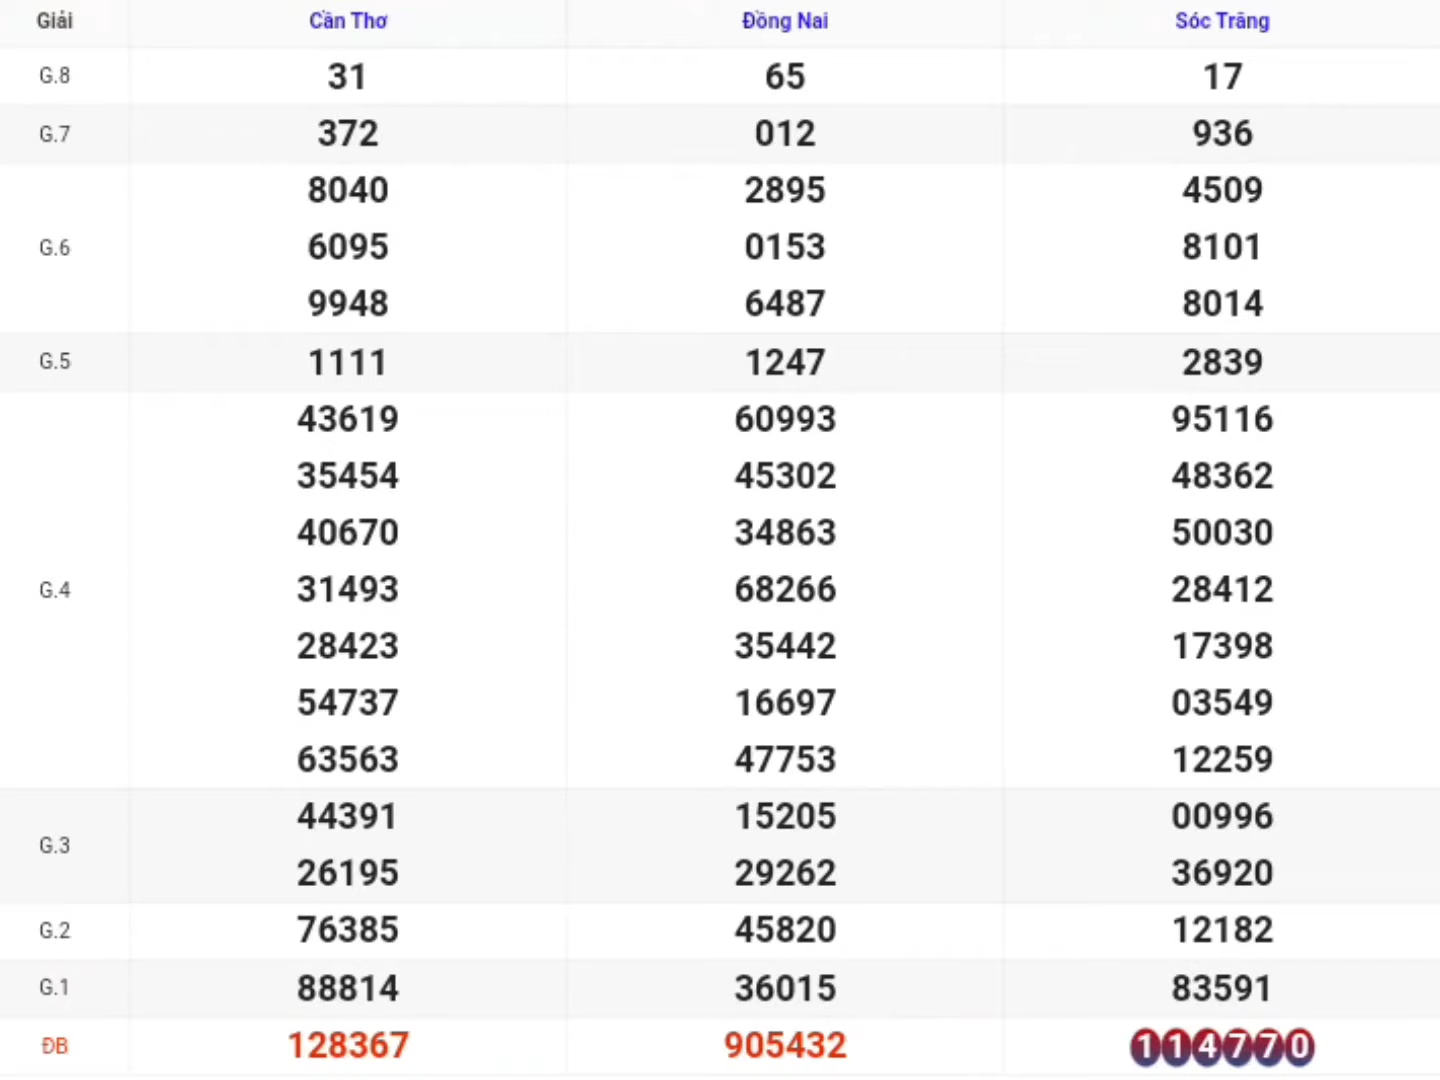 Giải Cần Thơ Đồng Nai Sóc Trăng
G.8 31 65 17
G.7 372 012 936
8040 2895 4509
G.6 6095 0153 8101
9948 6487 8014
G.5 1111 1247 2839
43619 60993 95116
35454 45302 48362
40670 34863 50030
G.4 31493 68266 28412
28423 35442 17398
54737 16697 03549
63563 47753 12259
G.3 44391 15205 00996
26195 29262 36920
G.2 76385 45820 12182
G.1 88814 36015 83591
ĐB 128367 905432 114770